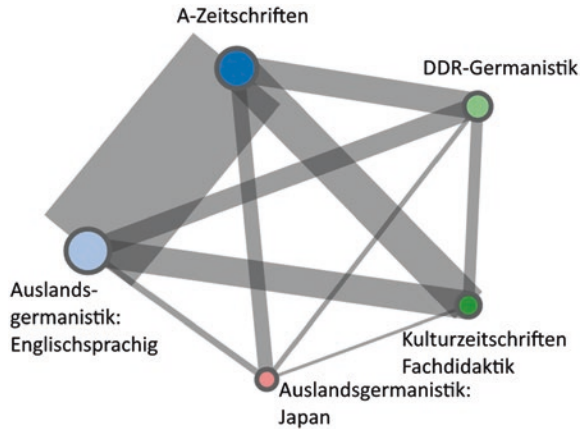 A-Zeitschriften
DDR-Germanistik
Auslands-
germanistik:
Englischsprachig
Kulturzeitschriften
Fachdidaktik
Auslandsgermanistik:
Japan